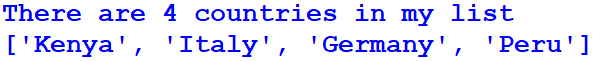 There are 4 countries in my list
['Kenya', 'Italy', 'Germany', 'Peru']